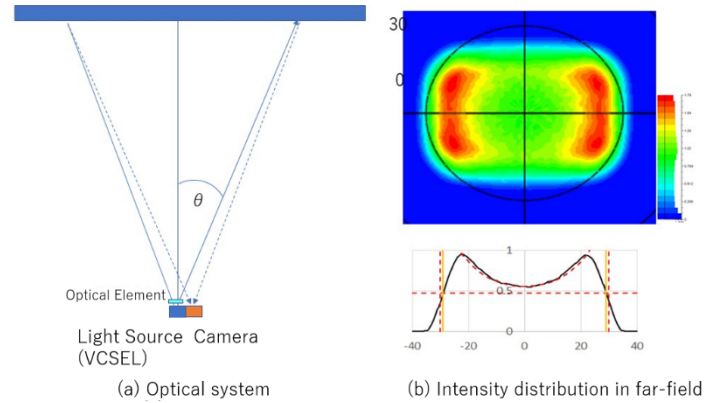 θ
Optical Element
Light Source Camera
(VCSEL)
(a) Optical system
30
0
1
0.5
0
-40 -20 0 20 40
(b) Intensity distribution in far-field